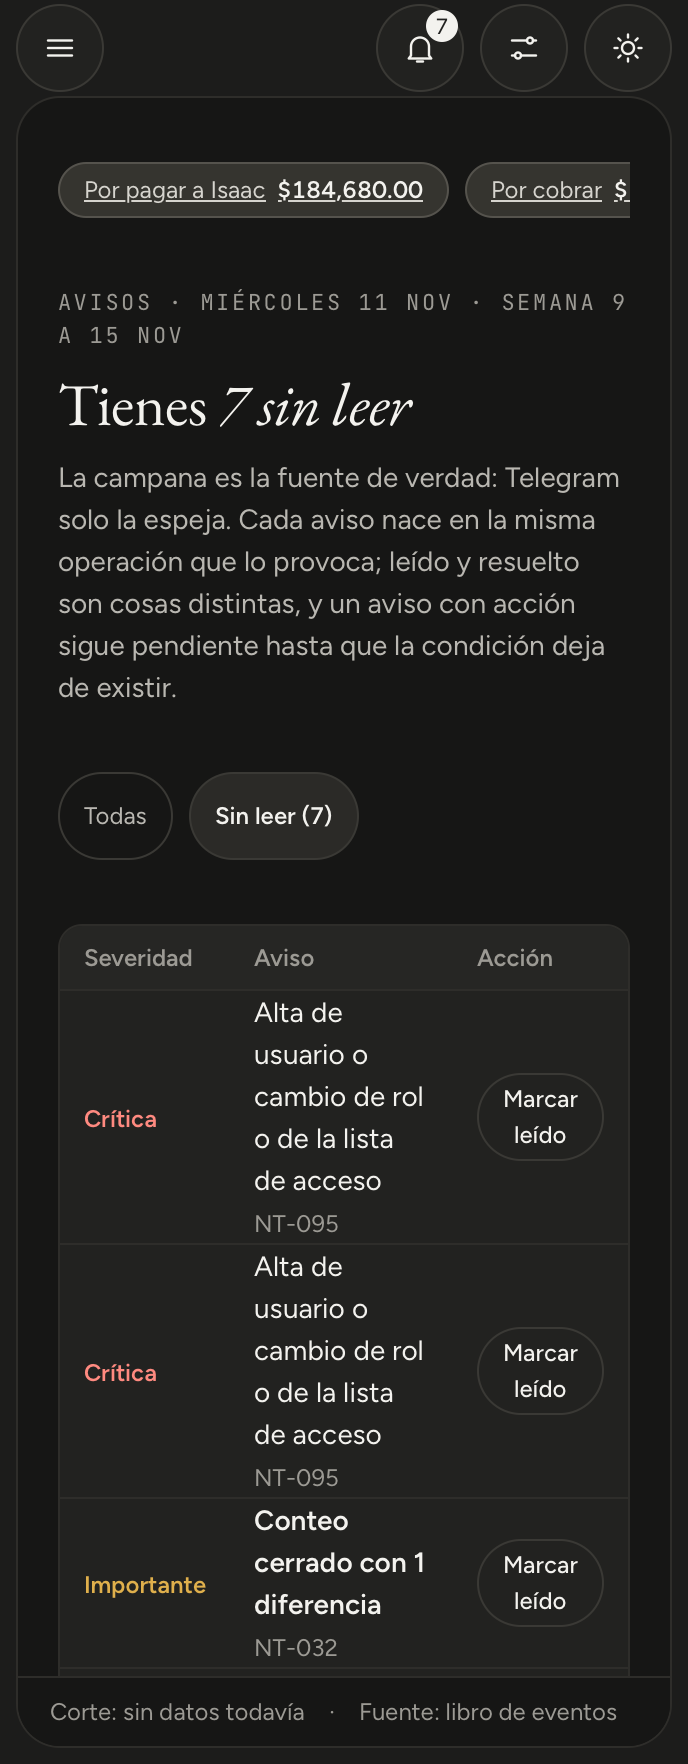 7
Por pagar a Isaac $184,680.00
Por cobrar $
AVISOS · MIÉRCOLES 11 NOV · SEMANA 9
A 15 NOV
Tienes 7 sin leer
La campana es la fuente de verdad: Telegram
solo la espeja. Cada aviso nace en la misma
operación que lo provoca; leído y resuelto
son cosas distintas, y un aviso con acción
sigue pendiente hasta que la condición deja
de existir.
Todas
Sin leer (7)
Severidad Aviso Acción
Crítica
Alta de
usuario o
cambio de rol
o de la lista
de acceso
NT-095
Marcar
leído
Crítica
Alta de
usuario o
cambio de rol
o de la lista
de acceso
NT-095
Marcar
leído
Importante
Conteo
cerrado con 1
diferencia
NT-032
Marcar
leído
Corte: sin datos todavía · Fuente: libro de eventos